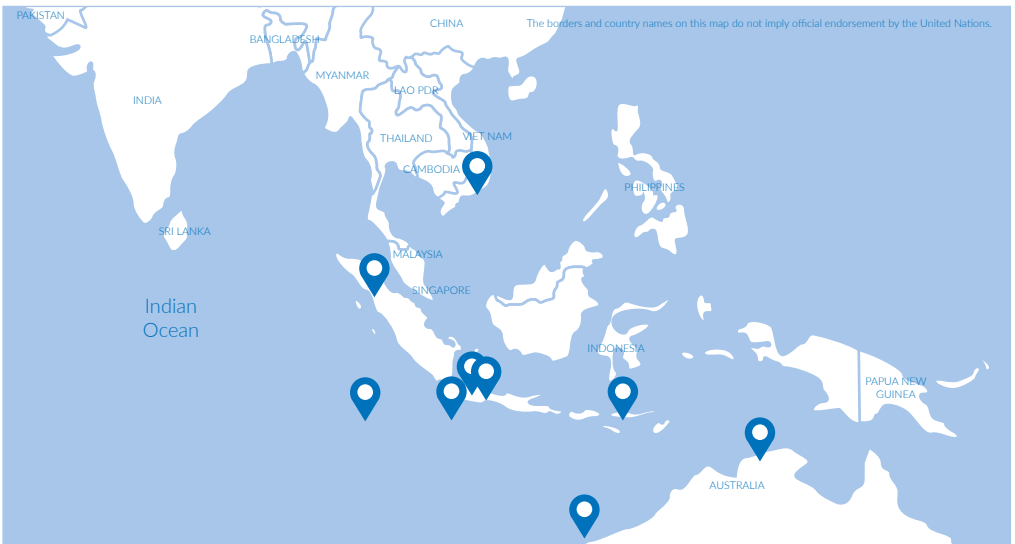 PAKISTAN
CHINA
The borders and country names on this map do not imply official endorsement by the United Nations.
BANGLADESH
MYANMAR
LAO PDR
INDIA
THAILAND
VIET NAM
CAMBODIA
PHILIPPINES
SRI LANKA
MALAYSIA
SINGAPORE
Indian
Ocean
INDONESIA
PAPUA NEW
GUINEA
AUSTRALIA